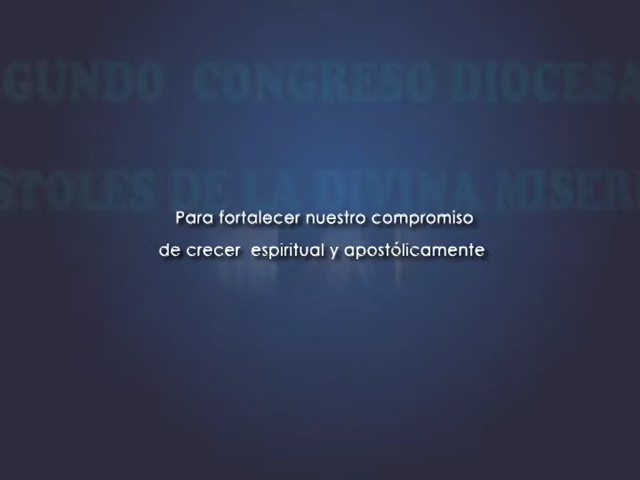 GUNDO CONGRESO DIOCESA
STOLES DE LA DIVINA MISER
Para fortalecer nuestro compromiso
de crecer espiritual y apostólicamente